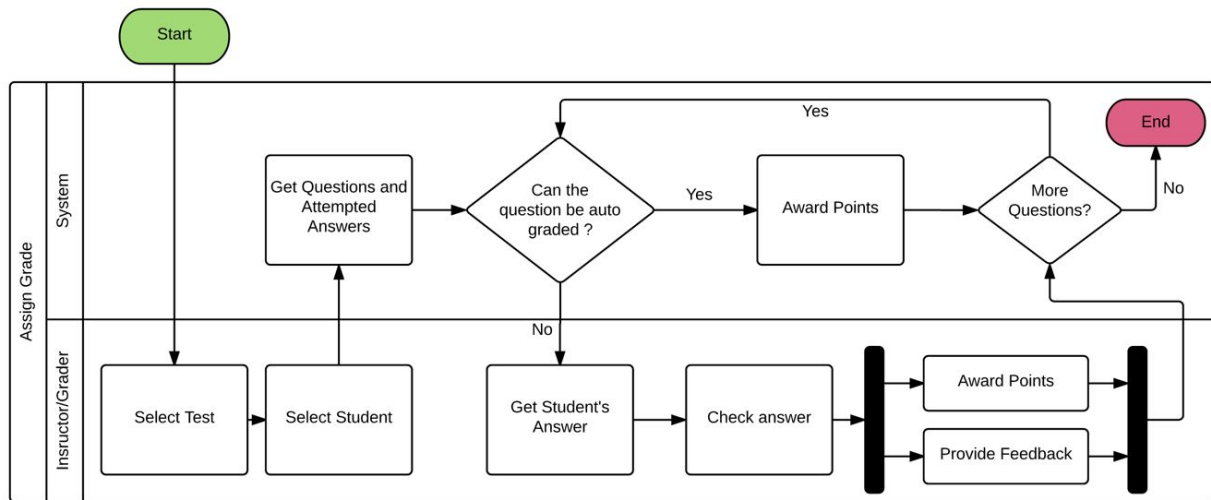 Start
Assign Grade
System
Yes
End
Get Questions and
Attempted
Answers
Can the
question be auto
graded ?
Yes
Award Points
More
Questions?
No
No
Insructor/Grader
Select Test
Select Student
Get Student's
Answer
Check answer
Award Points
Provide Feedback